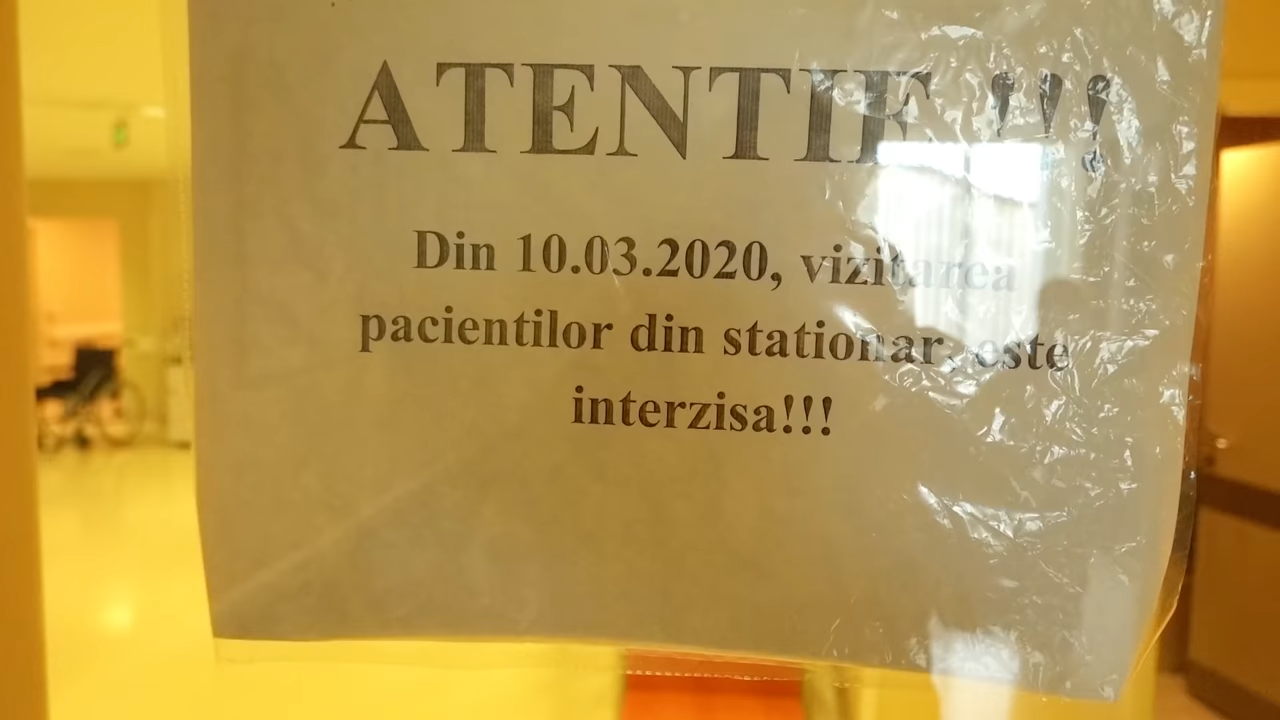 ATENTIE !!!
Din 10.03.2020, vizitarea
pacientilor din stationar, este
interzisa!!!